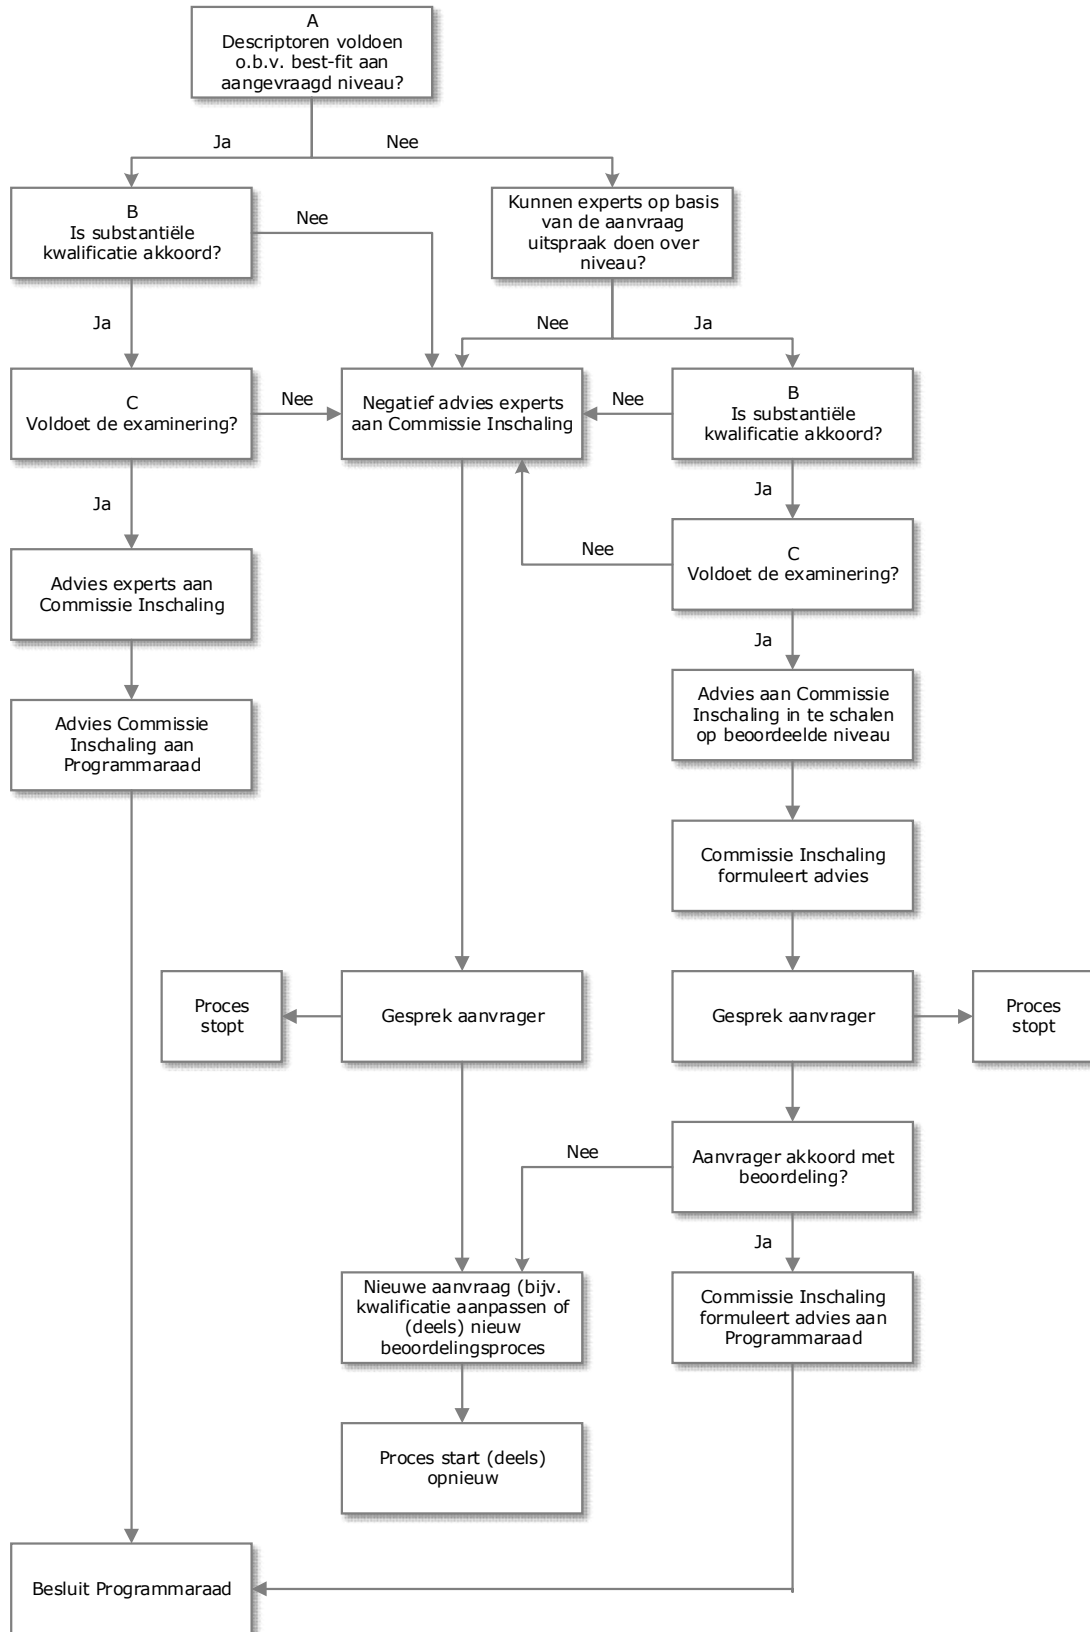 A
Descriptoren voldoen
o.b.v. best-fit aan
aangevraagd niveau?
Ja
Nee
B
Is substantiële
kwalificatie akkoord?
Nee
Kunnen experts op basis
van de aanvraag
uitspraak doen over
niveau?
Ja
Nee
Ja
C
Voldoet de examinering?
Nee
Negatief advies experts
aan Commissie Inschaling
Nee
B
Is substantiële
kwalificatie akkoord?
Ja
Ja
Nee
C
Voldoet de examinering?
Advies experts aan
Commissie Inschaling
Ja
Advies Commissie
Inschaling aan
Programmaraad
Advies aan Commissie
Inschaling in te schalen
op beoordeelde niveau
Commissie Inschaling
formuleert advies
Proces
stopt
Gesprek aanvrager
Gesprek aanvrager
Proces
stopt
Nee
Aanvrager akkoord met
beoordeling?
Ja
Nieuwe aanvraag (bijv.
kwalificatie aanpassen of
(deels) nieuw
beoordelingsproces
Commissie Inschaling
formuleert advies aan
Programmaraad
Proces start (deels)
opnieuw
Besluit Programmaraad